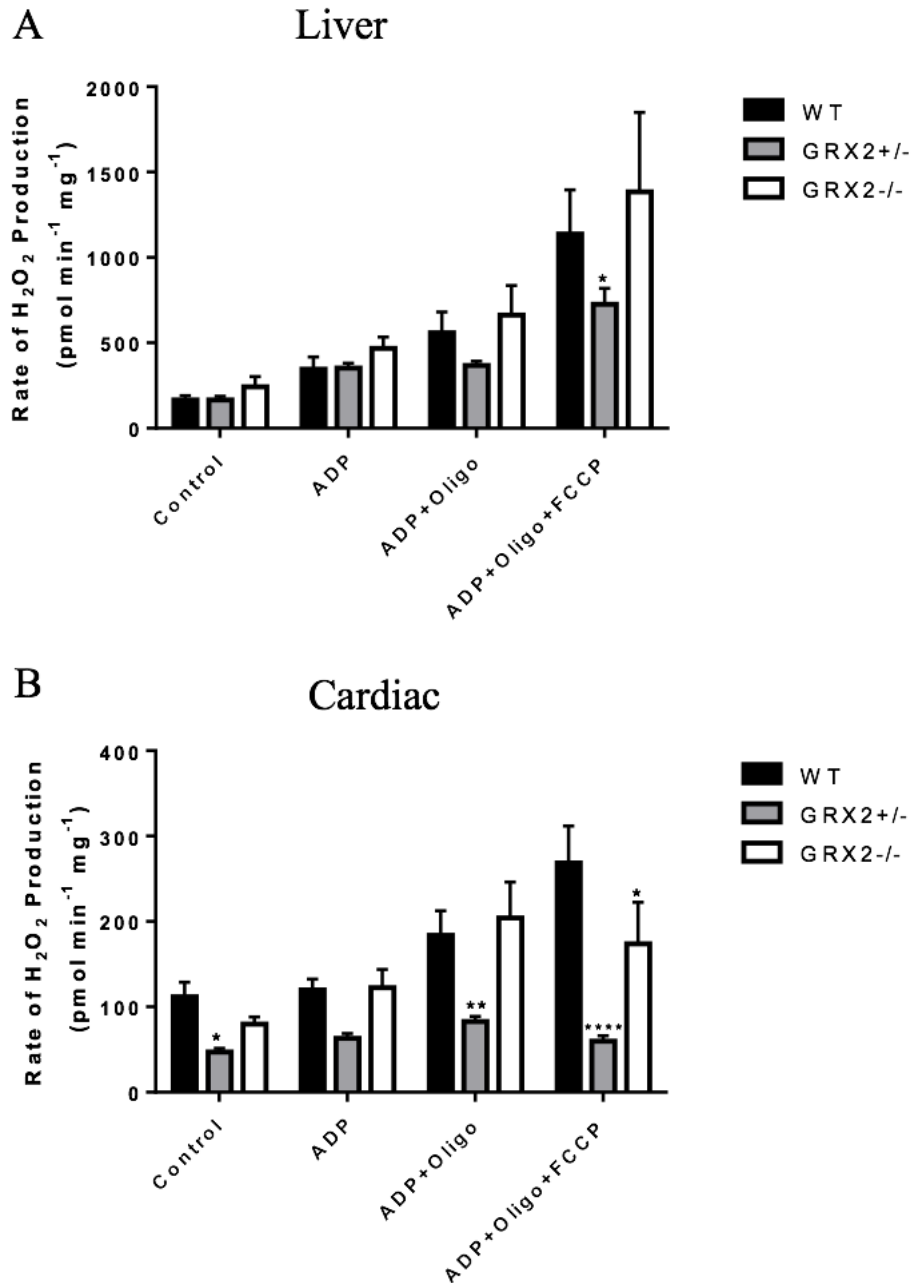 A
Liver
Rate of H₂O₂ Production
(pmol min⁻¹ mg⁻¹)
2000
1500
1000
500
0
*
WT
GRX2+/-
GRX2-/-
Control
ADP
ADP+Oligo
ADP+Oligo+FCCP
B
Cardiac
Rate of H₂O₂ Production
(pmol min⁻¹ mg⁻¹)
400
300
200
100
0
*
**
****
*
WT
GRX2+/-
GRX2-/-
Control
ADP
ADP+Oligo
ADP+Oligo+FCCP